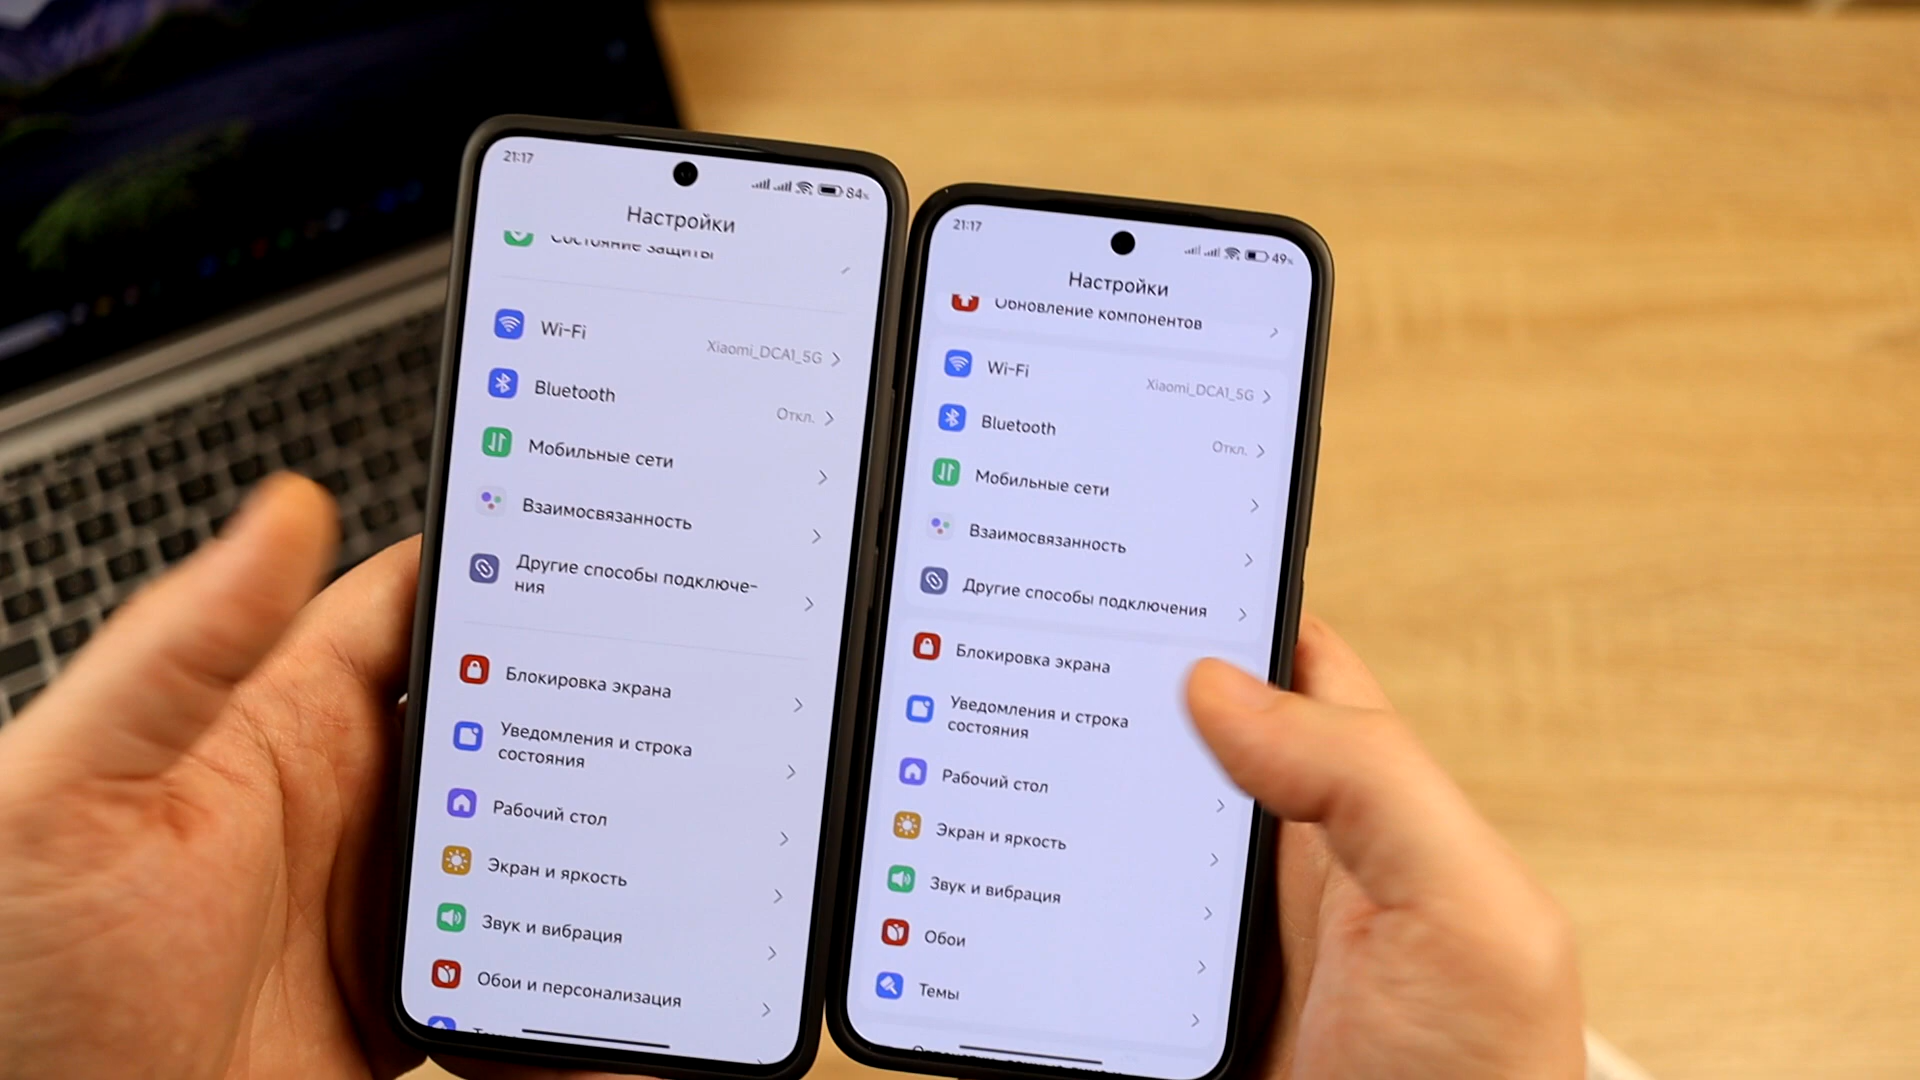 21:17
84%
Настройки
Состояние защиты
Wi-Fi
Xiaomi_DCA1_5G
Bluetooth
Откл.
Мобильные сети
Взаимосвязанность
Другие способы подключе-
ния
Блокировка экрана
Уведомления и строка
состояния
Рабочий стол
Экран и яркость
Звук и вибрация
Обои и персонализация
21:17
49%
Настройки
Обновление компонентов
Wi-Fi
Xiaomi_DCA1_5G
Bluetooth
Откл.
Мобильные сети
Взаимосвязанность
Другие способы подключения
Блокировка экрана
Уведомления и строка
состояния
Рабочий стол
Экран и яркость
Звук и вибрация
Обои
Темы